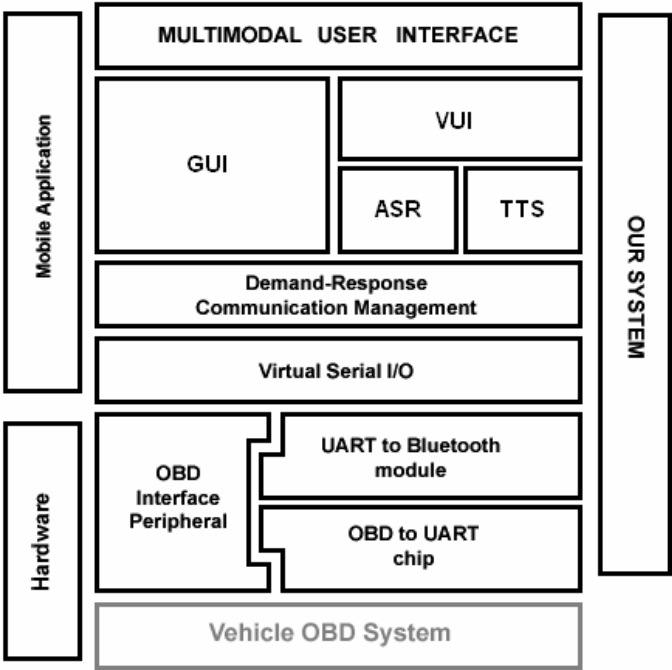 MULTIMODAL USER INTERFACE
Mobile Application
GUI
VUI
ASR
TTS
OUR SYSTEM
Demand-Response
Communication Management
Virtual Serial I/O
Hardware
OBD
Interface
Peripheral
UART to Bluetooth
module
OBD to UART
chip
Vehicle OBD System